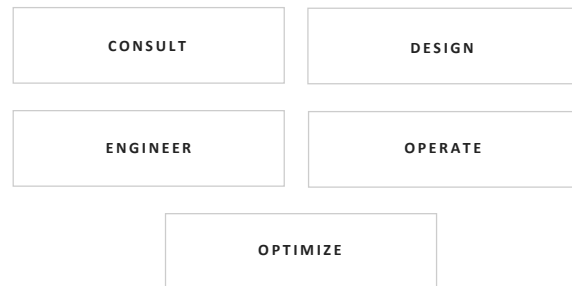 CONSULT
DESIGN
ENGINEER
OPERATE
OPTIMIZE